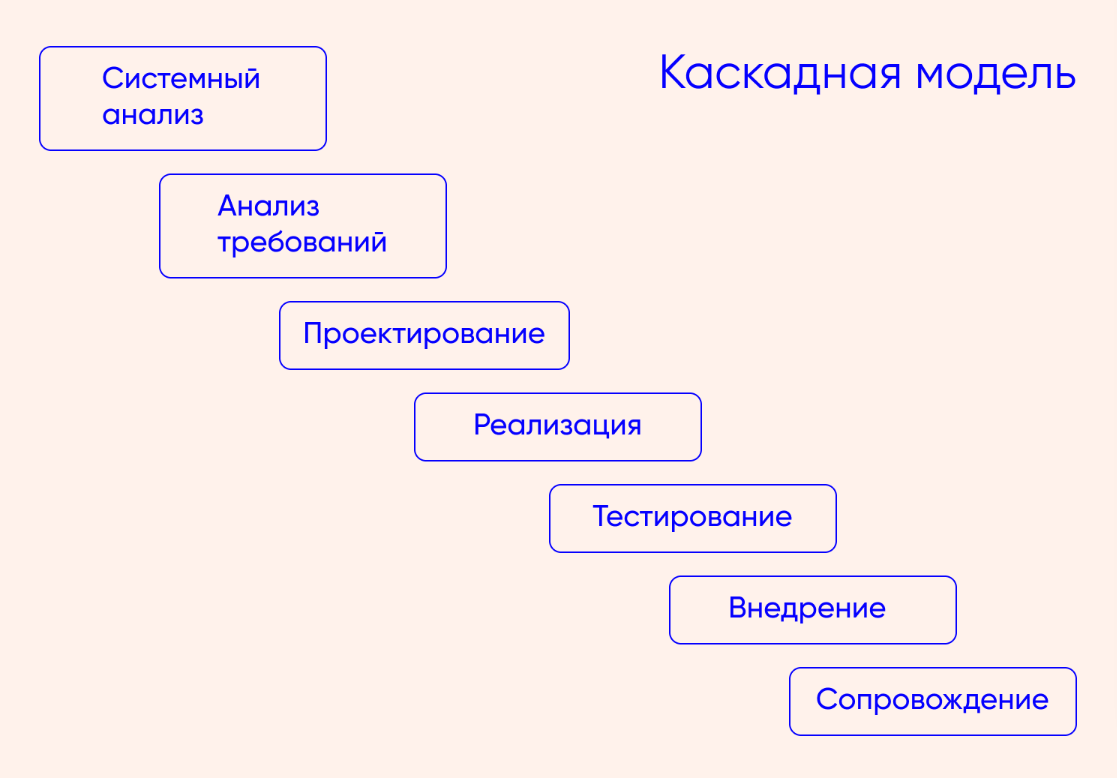 Каскадная модель
Системный
анализ
Анализ
требований
Проектирование
Реализация
Тестирование
Внедрение
Сопровождение